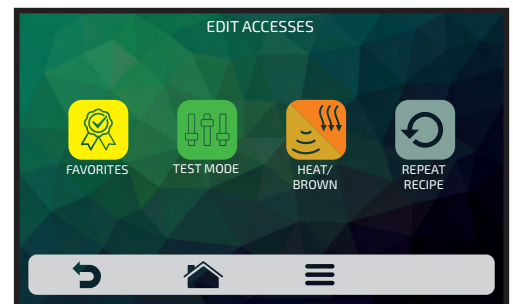 EDIT ACCESSES
FAVORITES
TEST MODE
HEAT/
BROWN
REPEAT
RECIPE